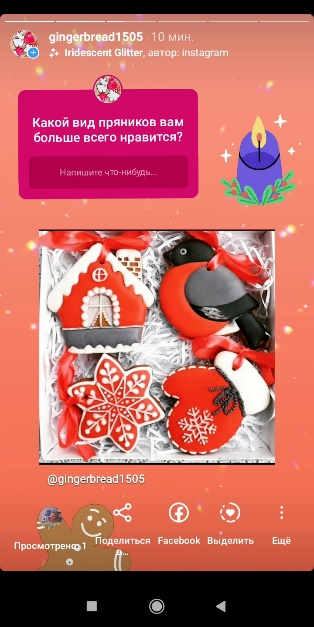 gingerbread1505 · 10 мин.
Iridescent Glitter, автор: instagram
Какой вид пряников вам
больше всего нравится?
Напишите что-нибудь...
@gingerbread1505
Просмотрено: 1
Поделиться
в...
Facebook
Выделить
Ещё